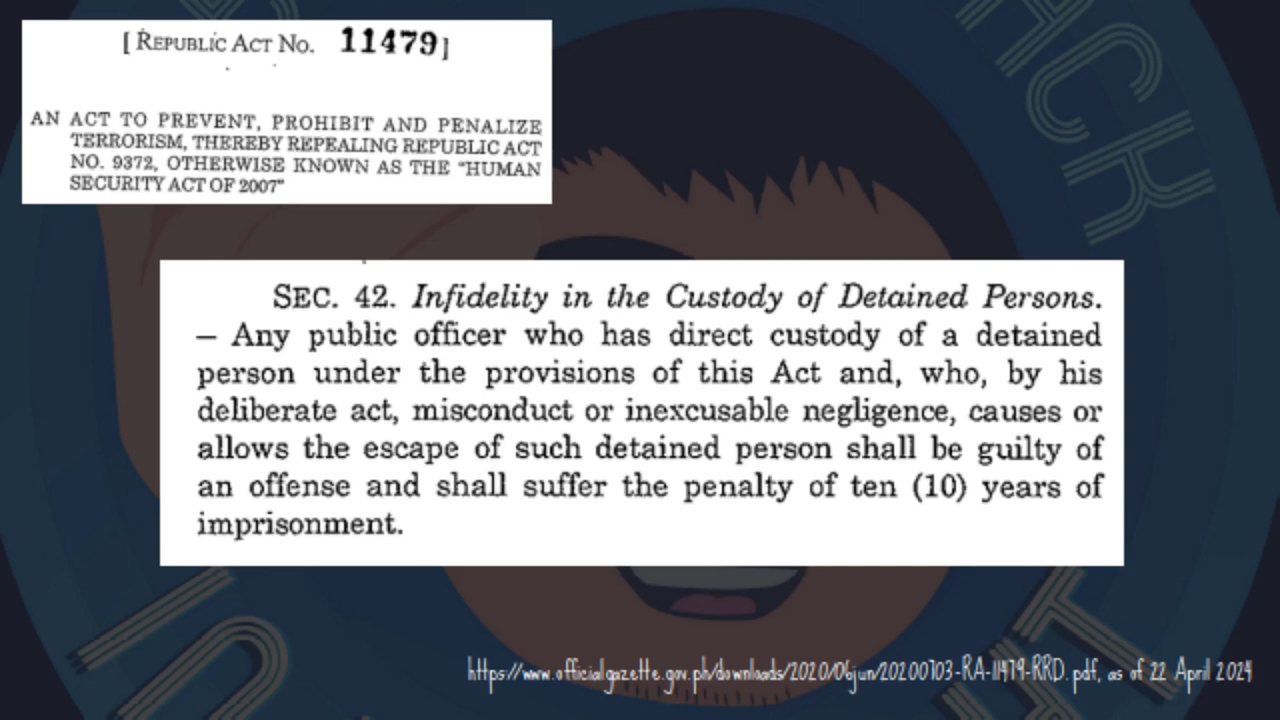 [ REPUBLIC ACT NO. 11479 ]
AN ACT TO PREVENT, PROHIBIT AND PENALIZE
TERRORISM, THEREBY REPEALING REPUBLIC ACT
NO. 9372, OTHERWISE KNOWN AS THE "HUMAN
SECURITY ACT OF 2007"
SEC. 42. Infidelity in the Custody of Detained Persons.
– Any public officer who has direct custody of a detained
person under the provisions of this Act and, who, by his
deliberate act, misconduct or inexcusable negligence, causes or
allows the escape of such detained person shall be guilty of
an offense and shall suffer the penalty of ten (10) years of
imprisonment.
https://www.officialgazette.gov.ph/downloads/2020/06jun/20200703-RA-11479-RRD.pdf, as of 22 April 2024